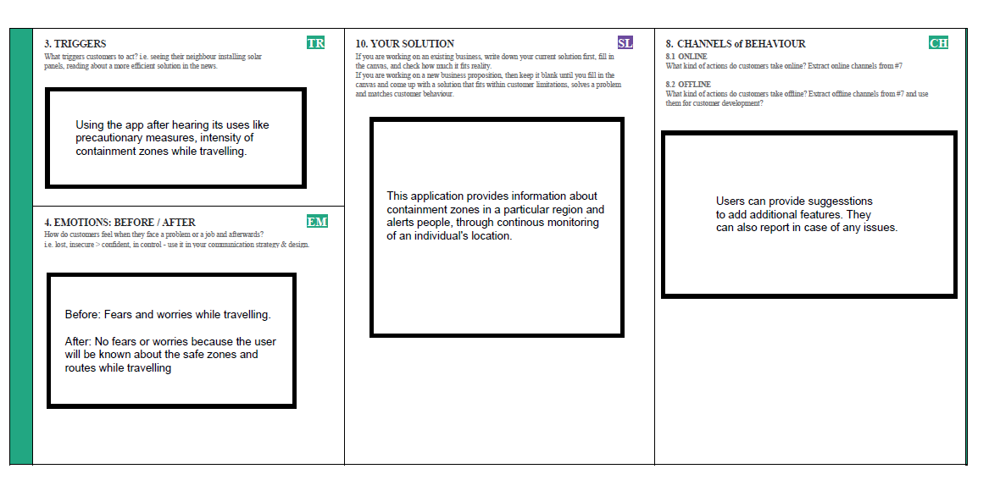 3. TRIGGERS
TR
What triggers customers to act? i.e. seeing their neighbour installing solar
panels, reading about a more efficient solution in the news.
Using the app after hearing its uses like
precautionary measures, intensity of
containment zones while travelling.
4. EMOTIONS: BEFORE / AFTER
EM
How do customers feel when they face a problem or a job and afterwards?
i.e. lost, insecure > confident, in control - use it in your communication strategy & design.
Before: Fears and worries while travelling.
After: No fears or worries because the user
will be known about the safe zones and
routes while travelling
10. YOUR SOLUTION
SL
If you are working on an existing business, write down your current solution first, fill in
the canvas, and check how much it fits reality.
If you are working on a new business proposition, then keep it blank until you fill in the
canvas and come up with a solution that fits within customer limitations, solves a problem
and matches customer behaviour.
This application provides information about
containment zones in a particular region and
alerts people, through continous monitoring
of an individual's location.
8. CHANNELS of BEHAVIOUR
CH
8.1 ONLINE
What kind of actions do customers take online? Extract online channels from #7
8.2 OFFLINE
What kind of actions do customers take offline? Extract offline channels from #7 and use
them for customer development?
Users can provide suggesstions
to add additional features. They
can also report in case of any issues.